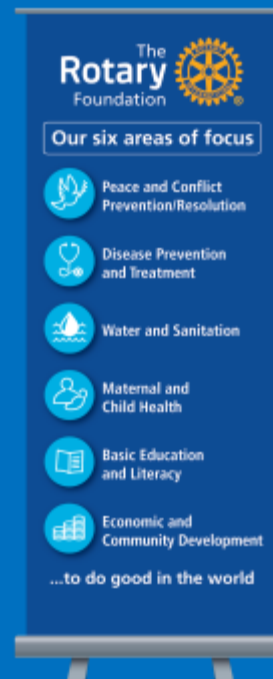 The
Rotary
Foundation
Our six areas of focus
Peace and Conflict
Prevention/Resolution
Disease Prevention
and Treatment
Water and Sanitation
Maternal and
Child Health
Basic Education
and Literacy
Economic and
Community Development
...to do good in the world